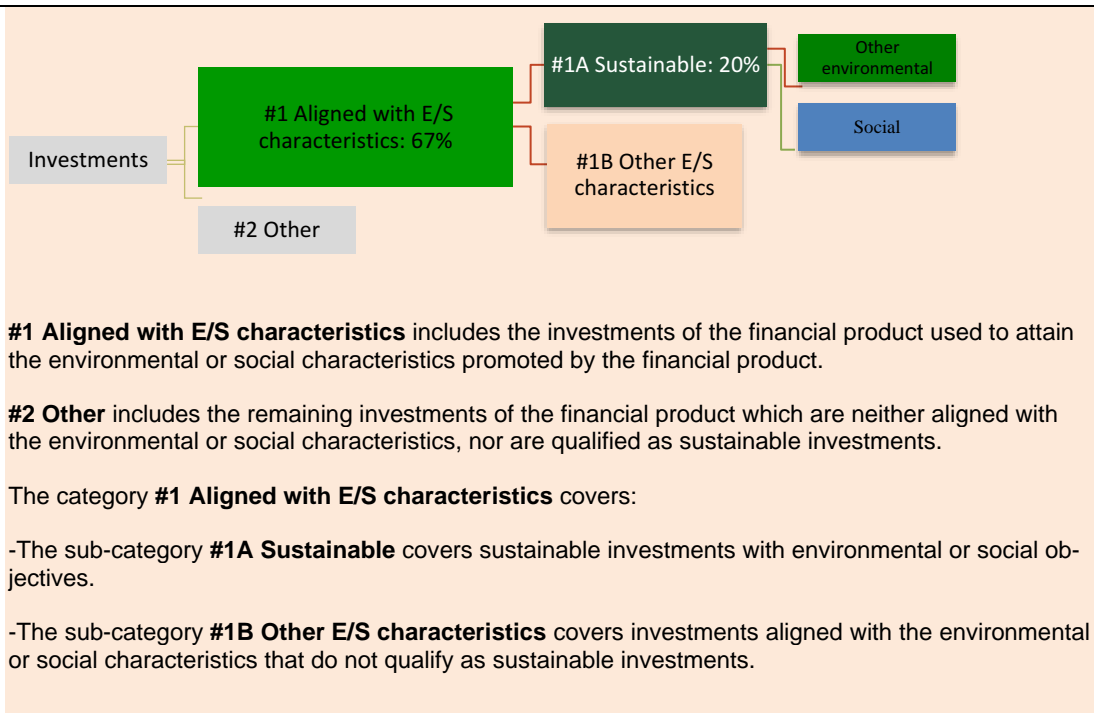 #1A Sustainable: 20%
Other
environmental
#1 Aligned with E/S
characteristics: 67%
Social
Investments
#1B Other E/S
characteristics
#2 Other
#1 Aligned with E/S characteristics includes the investments of the financial product used to attain
the environmental or social characteristics promoted by the financial product.
#2 Other includes the remaining investments of the financial product which are neither aligned with
the environmental or social characteristics, nor are qualified as sustainable investments.
The category #1 Aligned with E/S characteristics covers:
-The sub-category #1A Sustainable covers sustainable investments with environmental or social ob-
jectives.
-The sub-category #1B Other E/S characteristics covers investments aligned with the environmental
or social characteristics that do not qualify as sustainable investments.